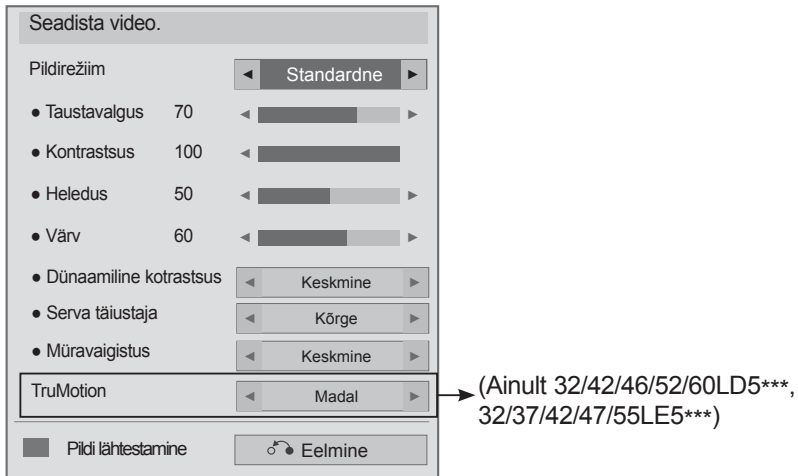 Seadista video.
Pildirežiim ◄ Standardne ►
● Taustavalgus 70
● Kontrastsus 100
● Heledus 50
● Värv 60
● Dünaamiline kotrastsus ◄ Keskmine ►
● Serva täiustaja ◄ Kõrge ►
● Müravaigistus ◄ Keskmine ►
TruMotion ◄ Madal ►
(Ainult 32/42/46/52/60LD5***,
32/37/42/47/55LE5***)
Pildi lähtestamine Eelmine